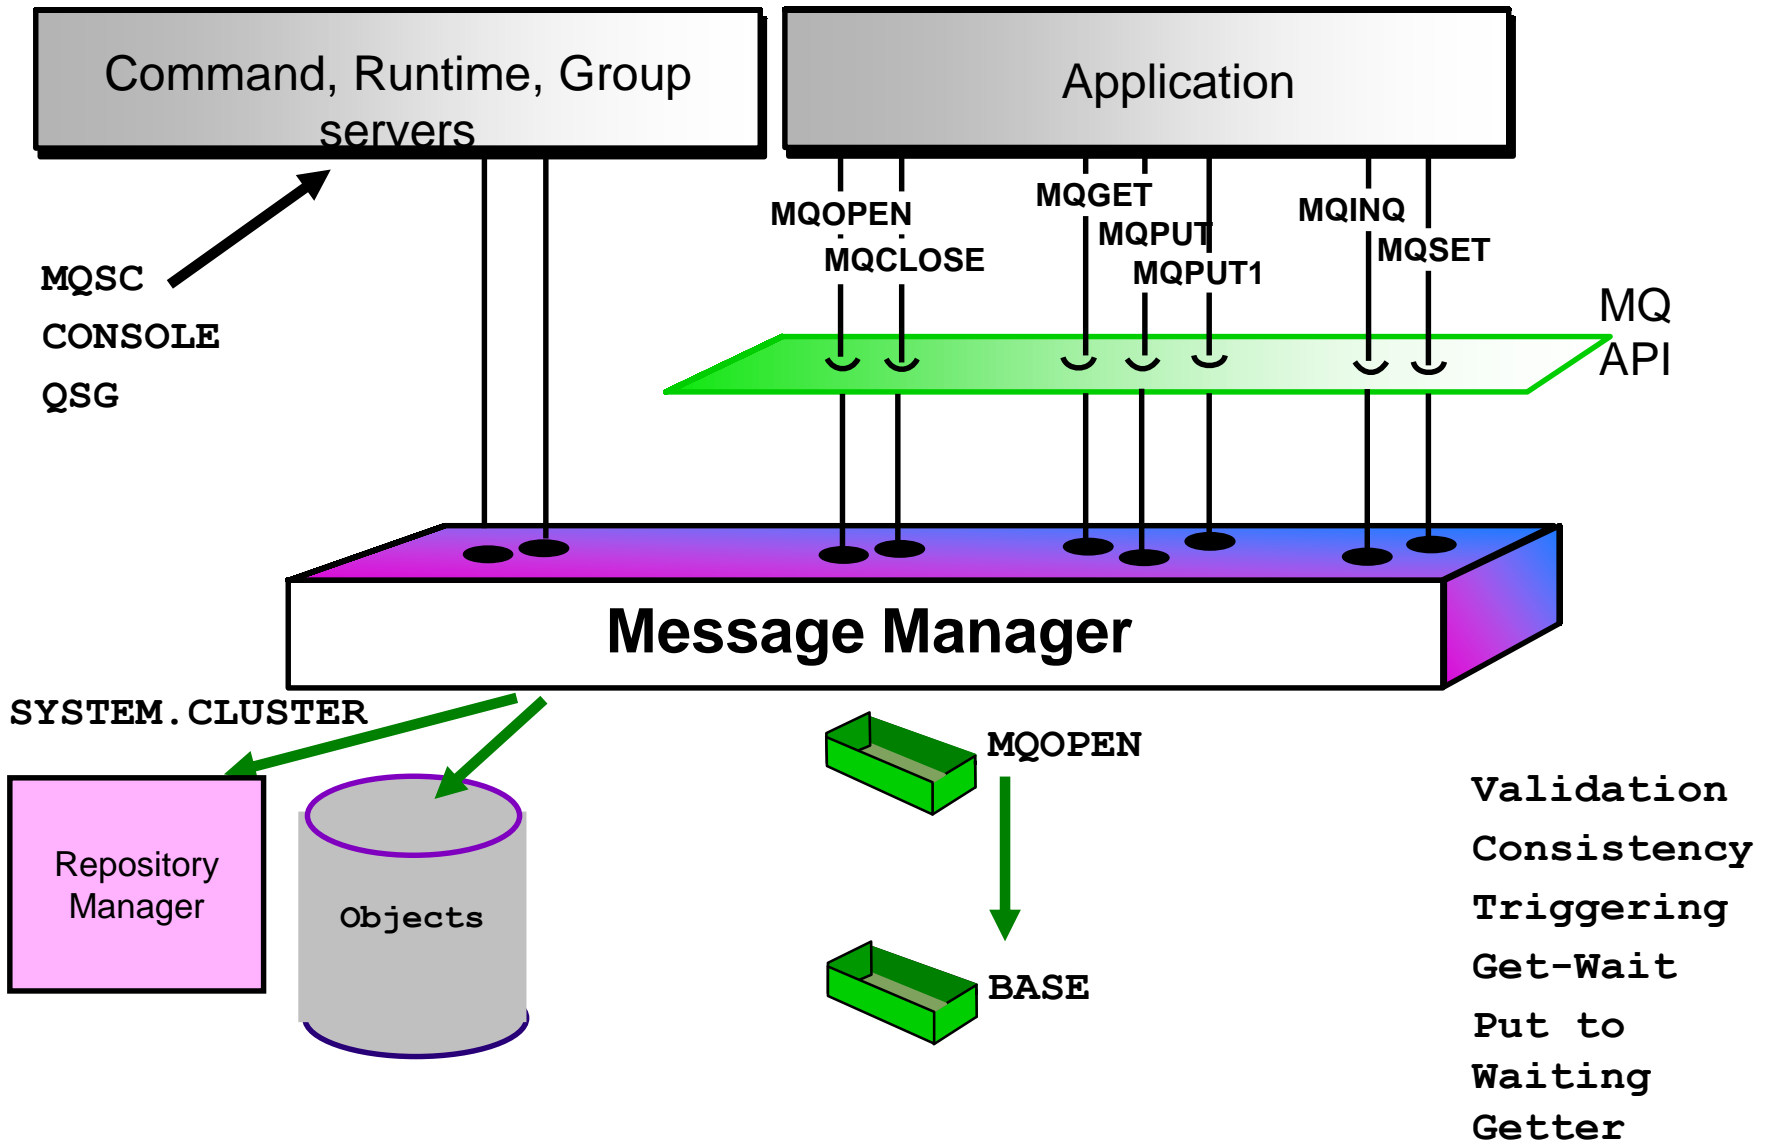 Command, Runtime, Group
servers
Application
MQOPEN
MQCLOSE
MQGET
MQPUT
MQPUT1
MQINQ
MQSET
MQSC
CONSOLE
QSG
MQ
API
Message Manager
SYSTEM.CLUSTER
Repository
Manager
Objects
MQOPEN
BASE
Validation
Consistency
Triggering
Get-Wait
Put to
Waiting
Getter